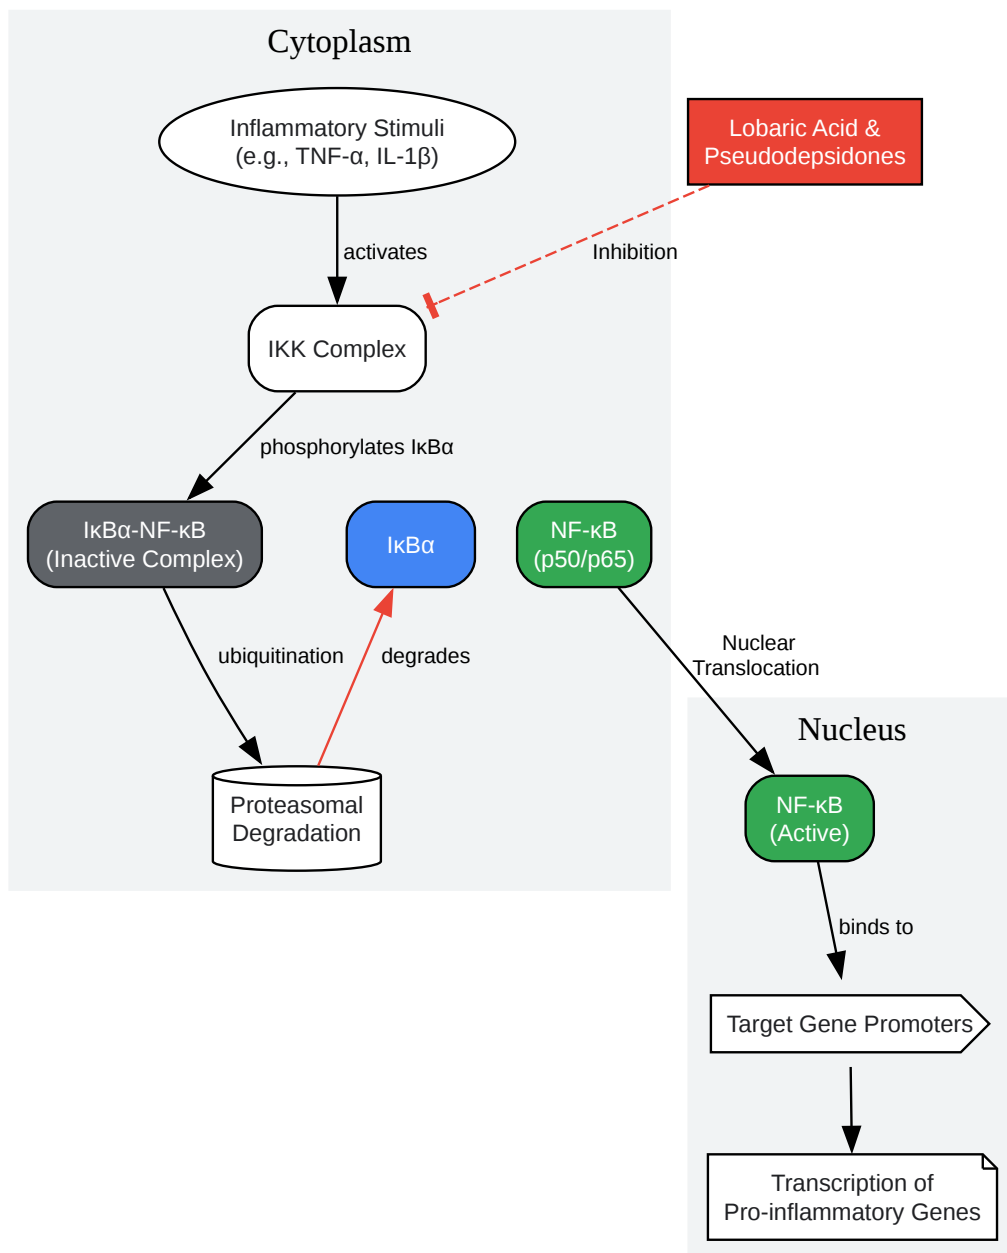 Cytoplasm
Inflammatory Stimuli
(e.g., TNF-α, IL-1β)
Lobaric Acid &
Pseudodepsidones
activates
Inhibition
IKK Complex
phosphorylates IκBα
IκBα-NF-κB
(Inactive Complex)
IκBα
NF-κB
(p50/p65)
ubiquitination
degrades
Nuclear
Translocation
Proteasomal
Degradation
Nucleus
NF-κB
(Active)
binds to
Target Gene Promoters
Transcription of
Pro-inflammatory Genes